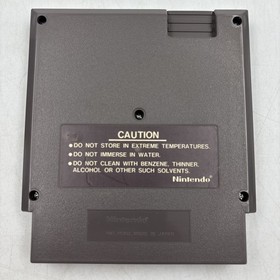 CAUTION
•DO NOT STORE IN EXTREME TEMPERATURES.
•DO NOT IMMERSE IN WATER.
•DO NOT CLEAN WITH BENZENE, THINNER,
ALCOHOL OR OTHER SUCH SOLVENTS.
Nintendo